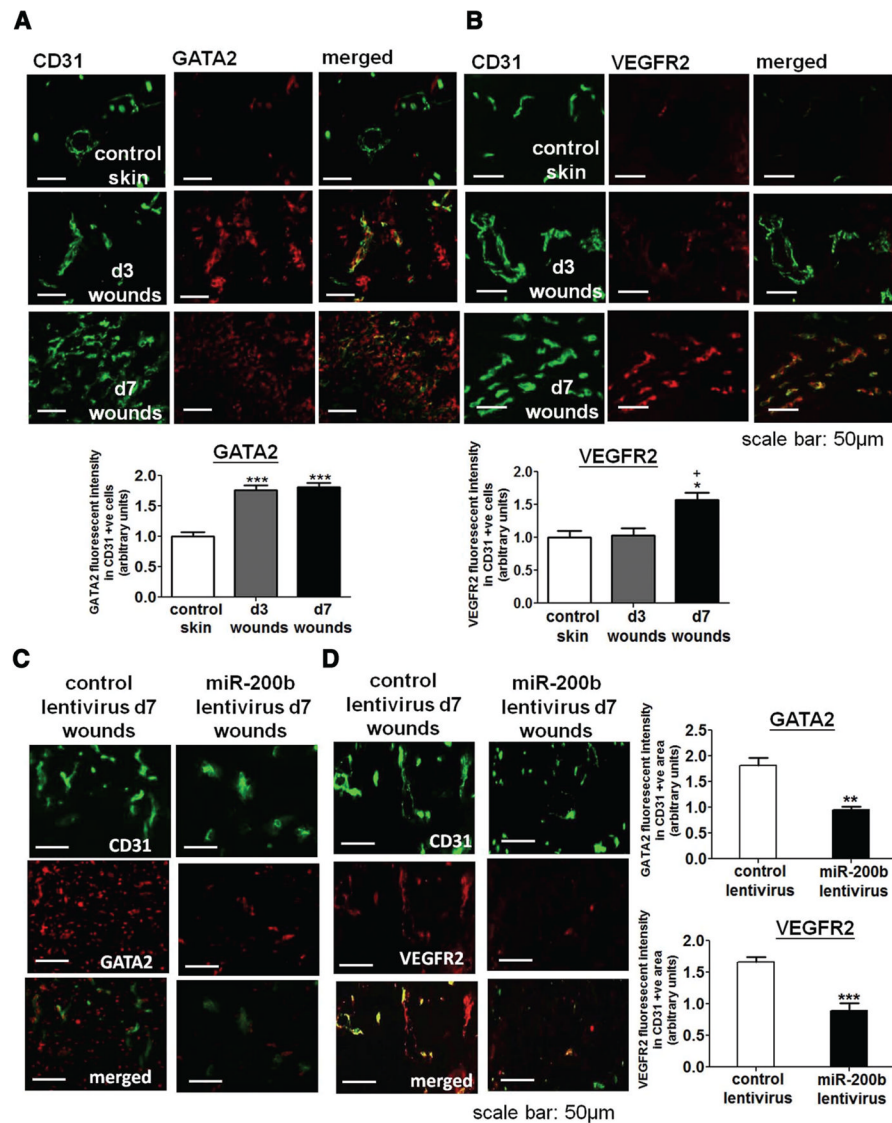 A
CD31
GATA2
merged
control
skin
d3
wounds
d7
wounds
GATA2
GATA2 fluoresecent intensity
in CD31 +ve cells
(arbitrary units)
2.0
1.5
1.0
0.5
0.0
***
***
control
skin
d3
wounds
d7
wounds
B
CD31
VEGFR2
merged
control
skin
d3
wounds
d7
wounds
scale bar: 50µm
VEGFR2
VEGFR2 fluoresecent intensity
in CD31 +ve cells
(arbitrary units)
2.0
1.5
1.0
0.5
0.0
+
*
control
skin
d3
wounds
d7
wounds
C
control
lentivirus d7
wounds
miR-200b
lentivirus d7
wounds
CD31
GATA2
merged
D
control
lentivirus d7
wounds
miR-200b
lentivirus d7
wounds
CD31
VEGFR2
merged
scale bar: 50µm
GATA2
GATA2 fluoresecent intensity
in CD31 +ve area
(arbitrary units)
2.5
2.0
1.5
1.0
0.5
0.0
**
control
lentivirus
miR-200b
lentivirus
VEGFR2
VEGFR2 fluoresecent intensity
in CD31 +ve area
(arbitrary units)
2.0
1.5
1.0
0.5
0.0
***
control
lentivirus
miR-200b
lentivirus